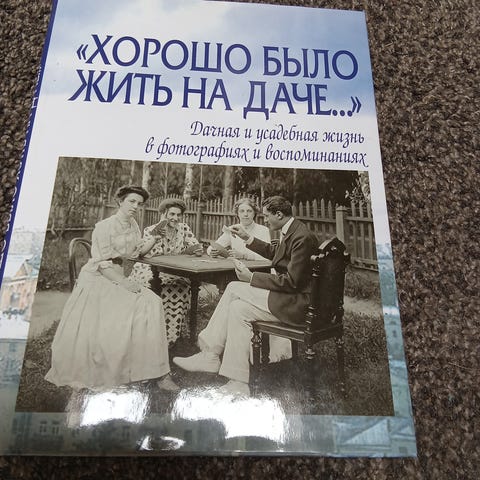 «ХОРОШО БЫЛО
ЖИТЬ НА ДАЧЕ...»
Дачная и усадебная жизнь
в фотографиях и воспоминаниях